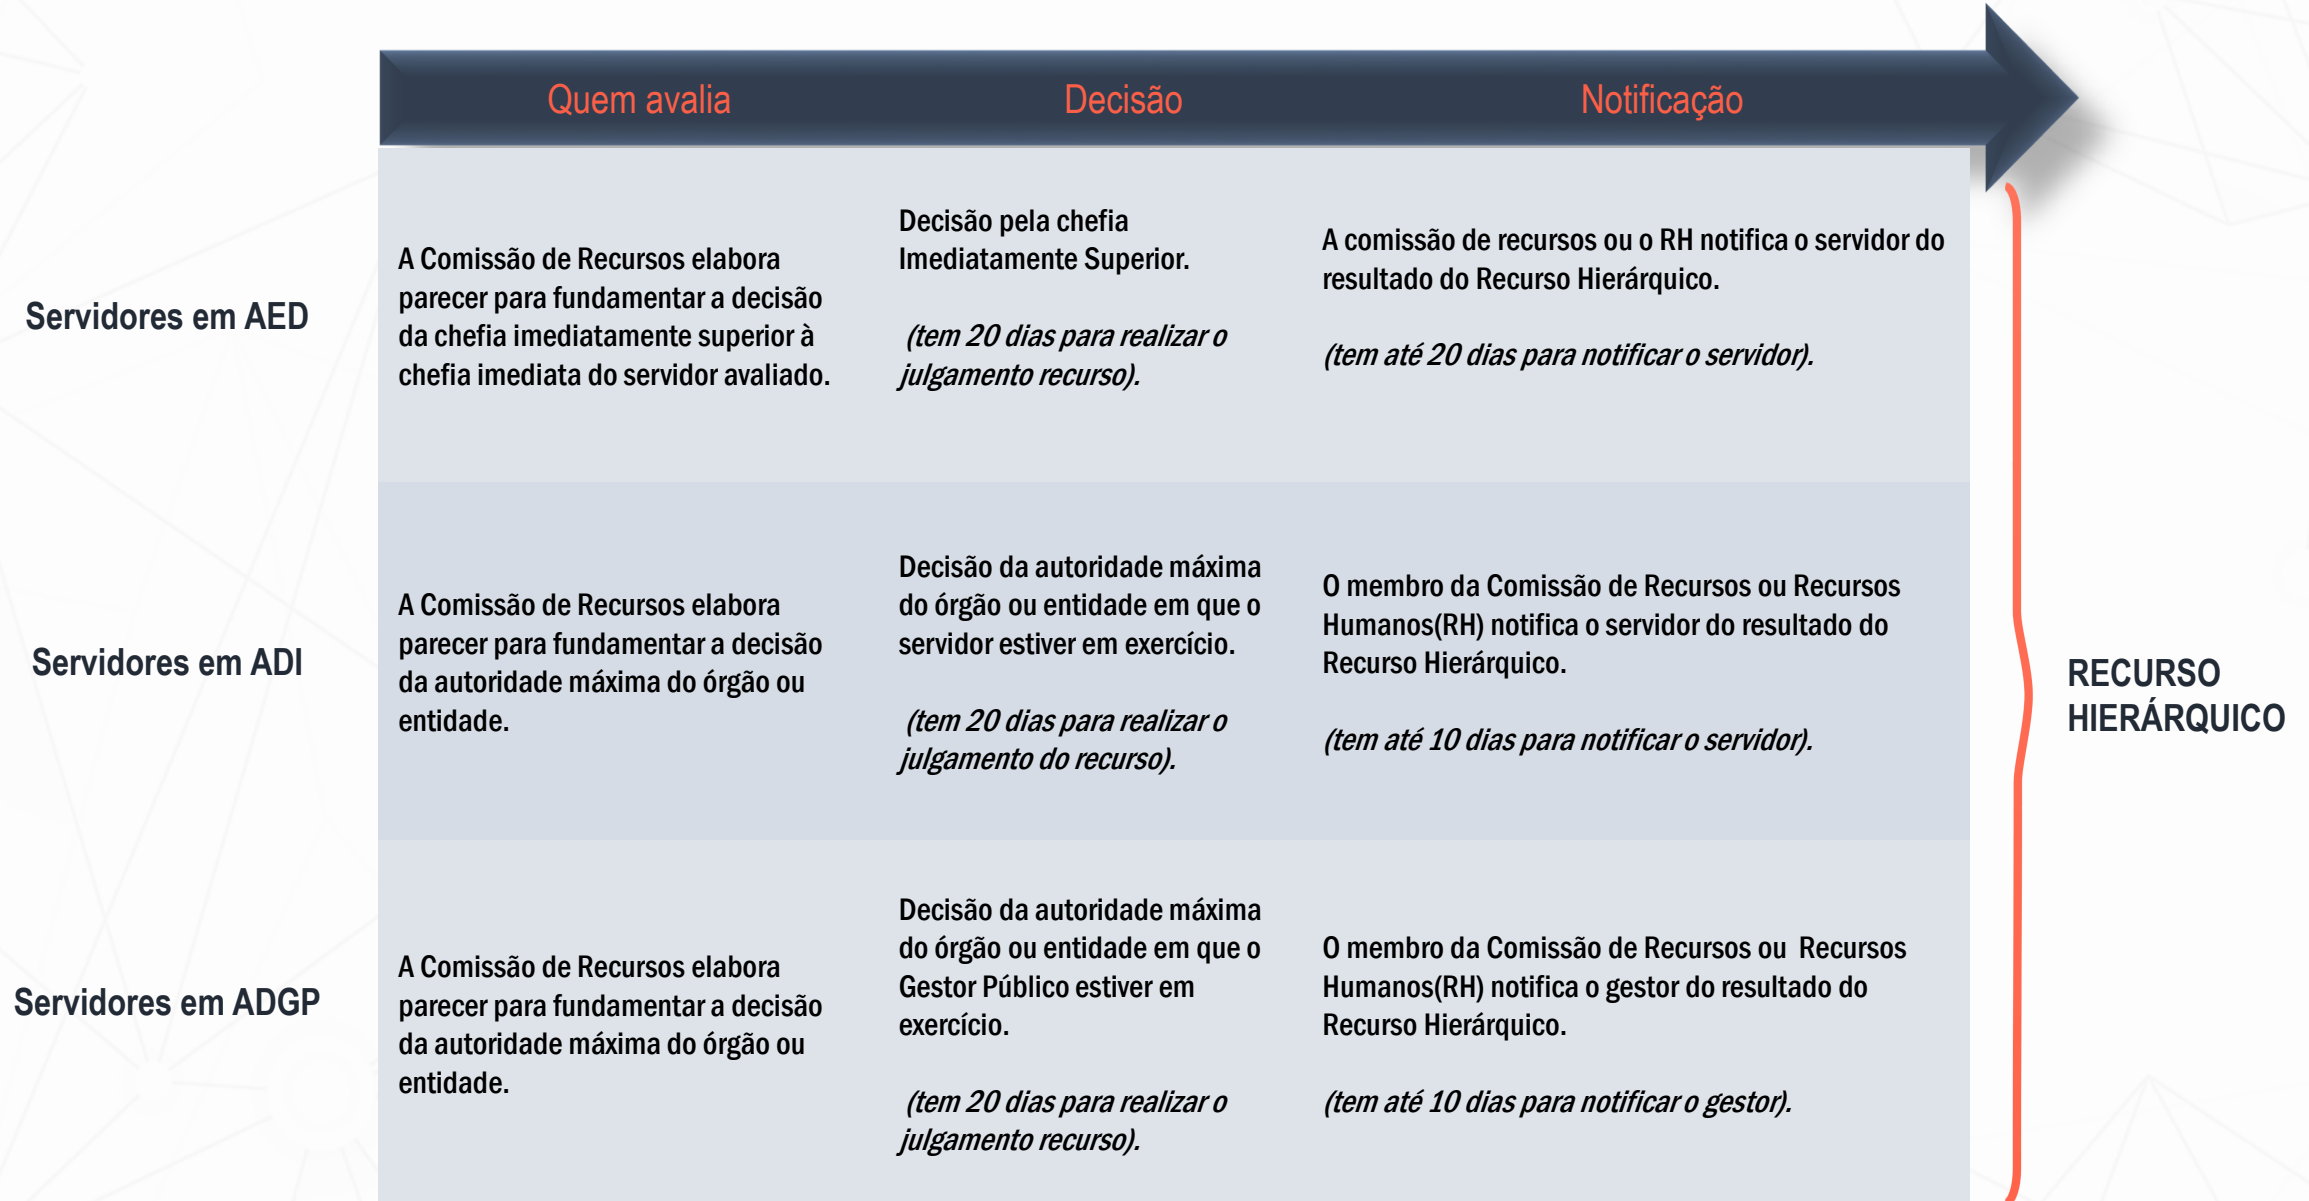 Quem avalia
Decisão
Notificação
Servidores em AED
A Comissão de Recursos elabora
parecer para fundamentar a decisão
da chefia imediatamente superior à
chefia imediata do servidor avaliado.
Decisão pela chefia
Imediatamente Superior.
(tem 20 dias para realizar o
julgamento recurso).
A comissão de recursos ou o RH notifica o servidor do
resultado do Recurso Hierárquico.
(tem até 20 dias para notificar o servidor).
Servidores em ADI
A Comissão de Recursos elabora
parecer para fundamentar a decisão
da autoridade máxima do órgão ou
entidade.
Decisão da autoridade máxima
do órgão ou entidade em que o
servidor estiver em exercício.
(tem 20 dias para realizar o
julgamento do recurso).
O membro da Comissão de Recursos ou Recursos
Humanos(RH) notifica o servidor do resultado do
Recurso Hierárquico.
(tem até 10 dias para notificar o servidor).
Servidores em ADGP
A Comissão de Recursos elabora
parecer para fundamentar a decisão
da autoridade máxima do órgão ou
entidade.
Decisão da autoridade máxima
do órgão ou entidade em que o
Gestor Público estiver em
exercício.
(tem 20 dias para realizar o
julgamento recurso).
O membro da Comissão de Recursos ou  Recursos
Humanos(RH) notifica o gestor do resultado do
Recurso Hierárquico.
(tem até 10 dias para notificar o gestor).
RECURSO
HIERÁRQUICO